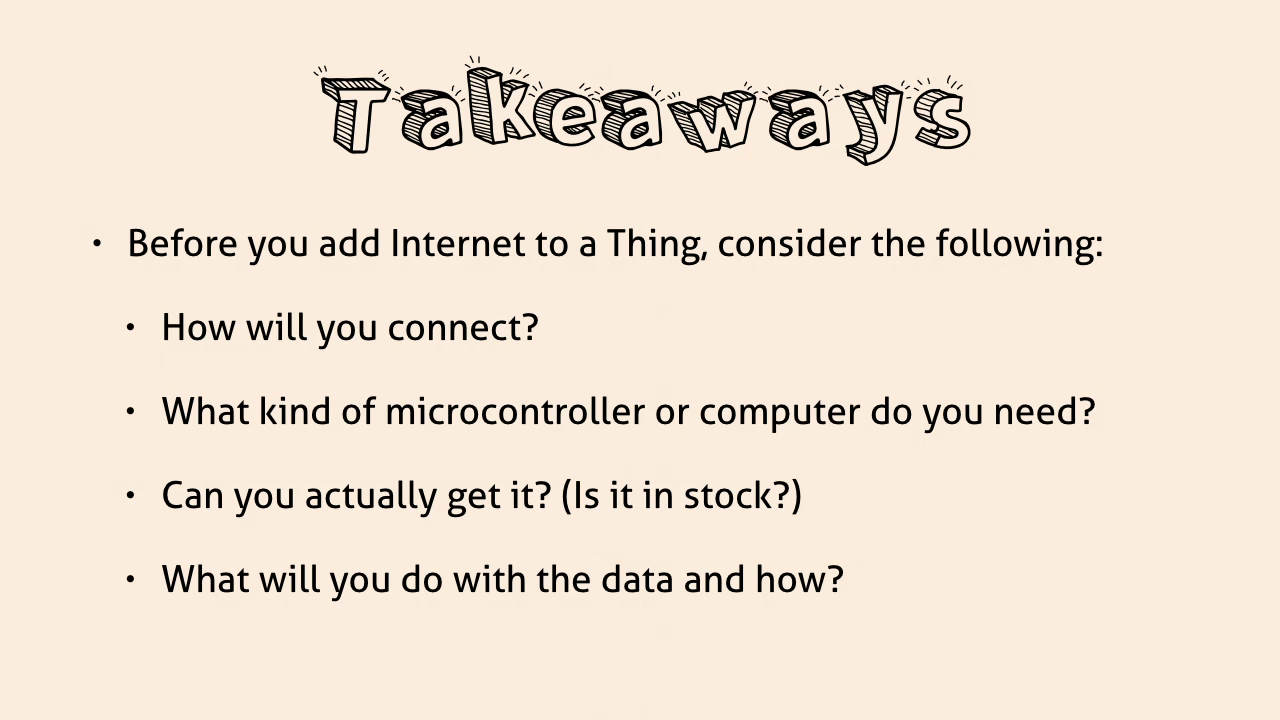 Takeaways
• Before you add Internet to a Thing, consider the following:
• How will you connect?
• What kind of microcontroller or computer do you need?
• Can you actually get it? (Is it in stock?)
• What will you do with the data and how?